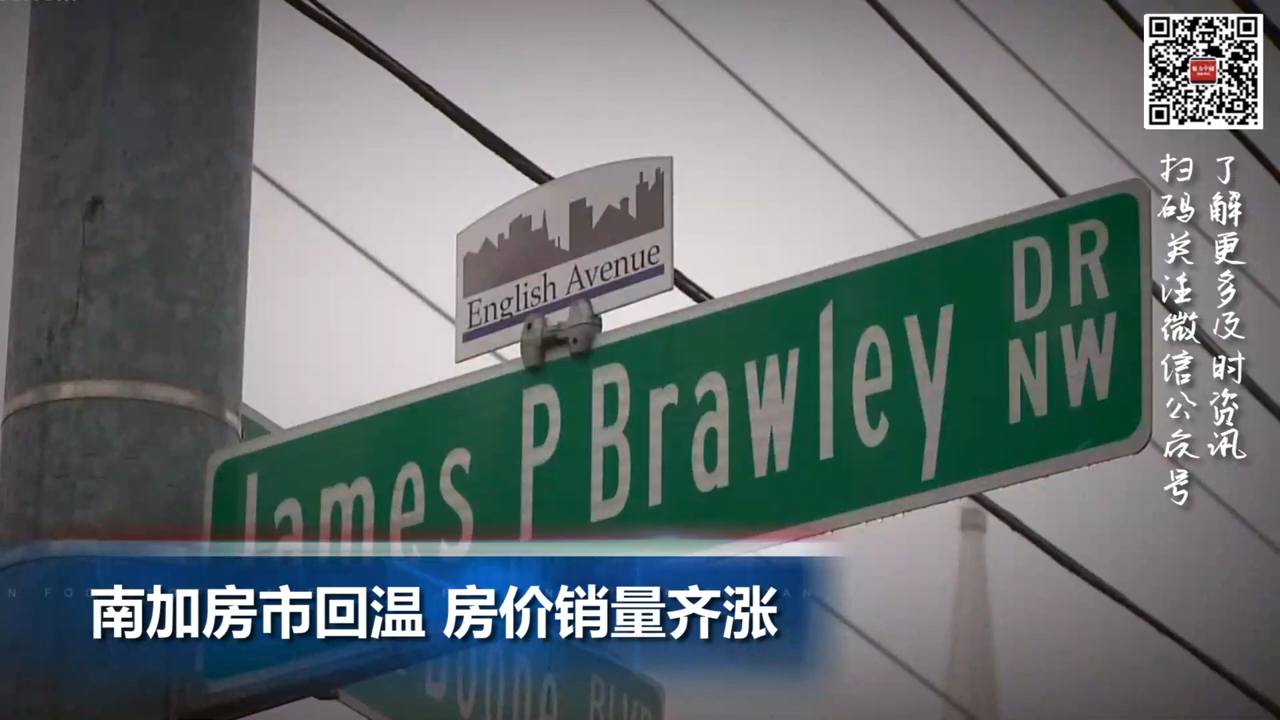 English Avenue
DR
James P Brawley
NW
BLVD
南加房市回温 房价销量齐涨
了解更多及时资讯
扫码关注微信公众号